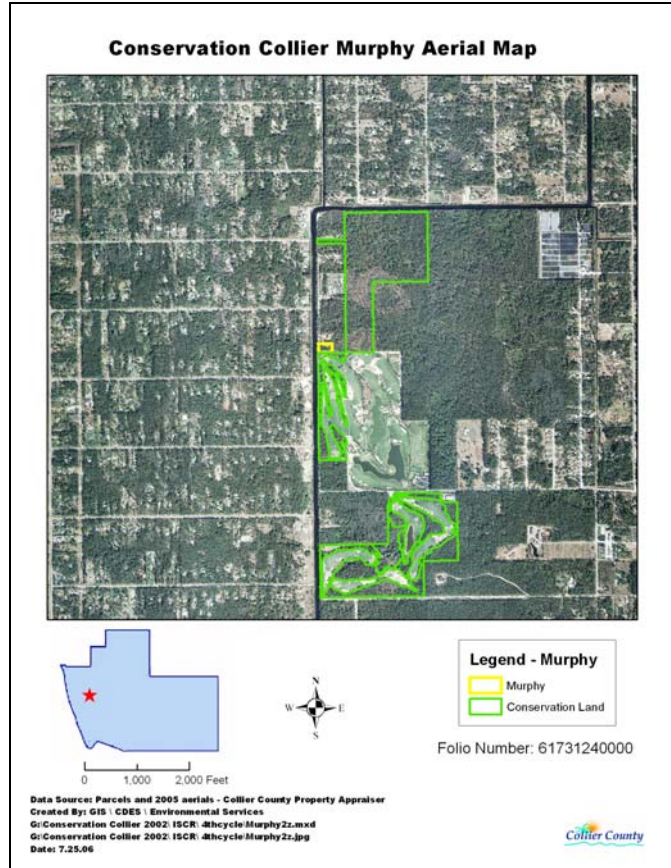 Conservation Collier Murphy Aerial Map
Legend - Murphy
Murphy
Conservation Land
N
W E
S
Folio Number: 61731240000
0 1,000 2,000 Feet
Data Source: Parcels and 2005 aerials - Collier County Property Appraiser
Created By: GIS \ CDES \ Environmental Services
G:\Conservation Collier 2002\ ISCR\ 4thcycle\Murphy2z.mxd
G:\Conservation Collier 2002\ ISCR\ 4thcycle\Murphy2z.jpg
Date: 7.25.06
Collier County